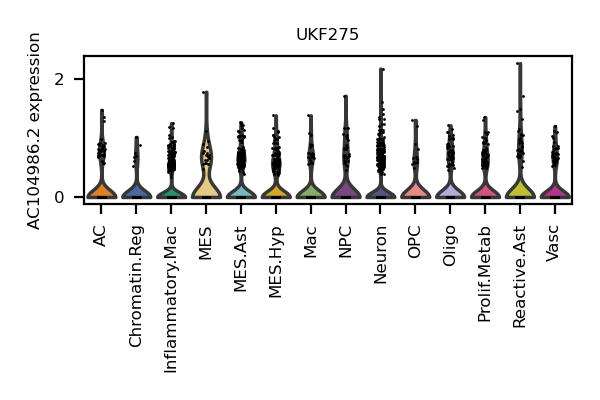 UKF275
AC104986.2 expression
2
0
AC
Chromatin.Reg
Inflammatory.Mac
MES
MES.Ast
MES.Hyp
Mac
NPC
Neuron
OPC
Oligo
Prolif.Metab
Reactive.Ast
Vasc